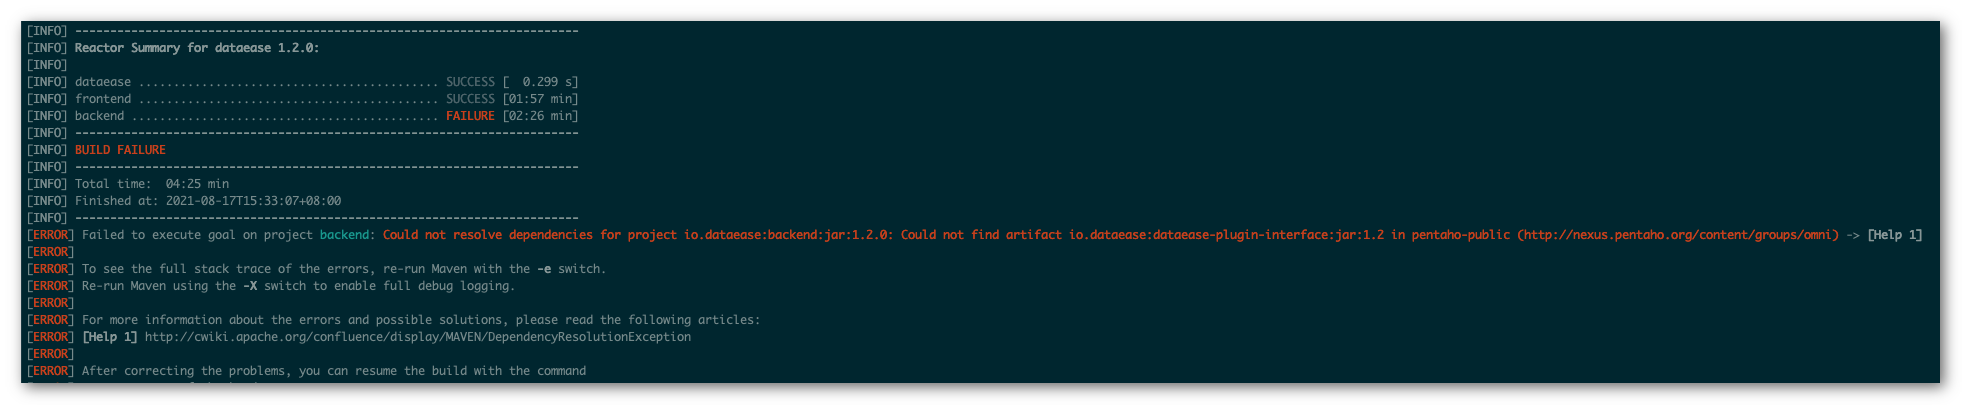 [INFO] ------------------------------------------------------------------------
[INFO] Reactor Summary for dataease 1.2.0:
[INFO]
[INFO] dataease ........................................... SUCCESS [  0.299 s]
[INFO] frontend ........................................... SUCCESS [01:57 min]
[INFO] backend ............................................ FAILURE [02:26 min]
[INFO] ------------------------------------------------------------------------
[INFO] BUILD FAILURE
[INFO] ------------------------------------------------------------------------
[INFO] Total time:  04:25 min
[INFO] Finished at: 2021-08-17T15:33:07+08:00
[INFO] ------------------------------------------------------------------------
[ERROR] Failed to execute goal on project backend: Could not resolve dependencies for project io.dataease:backend:jar:1.2.0: Could not find artifact io.dataease:dataease-plugin-interface:jar:1.2 in pentaho-public (http://nexus.pentaho.org/content/groups/omni) -> [Help 1]
[ERROR]
[ERROR] To see the full stack trace of the errors, re-run Maven with the -e switch.
[ERROR] Re-run Maven using the -X switch to enable full debug logging.
[ERROR]
[ERROR] For more information about the errors and possible solutions, please read the following articles:
[ERROR] [Help 1] http://cwiki.apache.org/confluence/display/MAVEN/DependencyResolutionException
[ERROR]
[ERROR] After correcting the problems, you can resume the build with the command